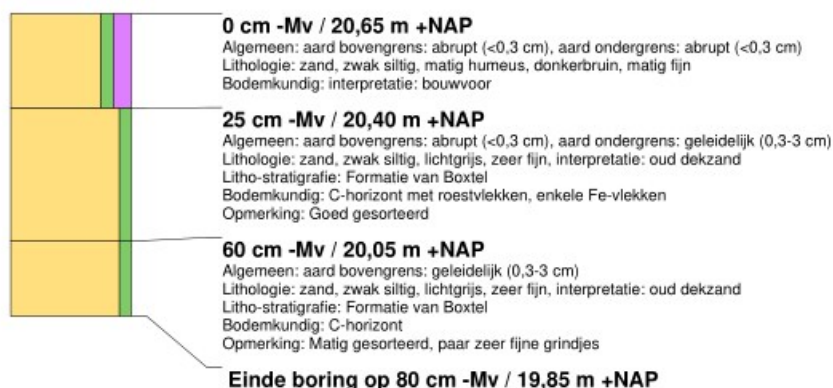 0 cm -Mv / 20,65 m +NAP
Algemeen: aard bovengrens: abrupt (<0,3 cm), aard ondergrens: abrupt (<0,3 cm)
Lithologie: zand, zwak siltig, matig humeus, donkerbruin, matig fijn
Bodemkundig: interpretatie: bouwvoor
25 cm -Mv / 20,40 m +NAP
Algemeen: aard bovengrens: abrupt (<0,3 cm), aard ondergrens: geleidelijk (0,3-3 cm)
Lithologie: zand, zwak siltig, lichtgrijs, zeer fijn, interpretatie: oud dekzand
Litho-stratigrafie: Formatie van Boxtel
Bodemkundig: C-horizont met roestvlekken, enkele Fe-vlekken
Opmerking: Goed gesorteerd
60 cm -Mv / 20,05 m +NAP
Algemeen: aard bovengrens: geleidelijk (0,3-3 cm)
Lithologie: zand, zwak siltig, lichtgrijs, zeer fijn, interpretatie: oud dekzand
Litho-stratigrafie: Formatie van Boxtel
Bodemkundig: C-horizont
Opmerking: Matig gesorteerd, paar zeer fijne grindjes
Einde boring op 80 cm -Mv / 19,85 m +NAP